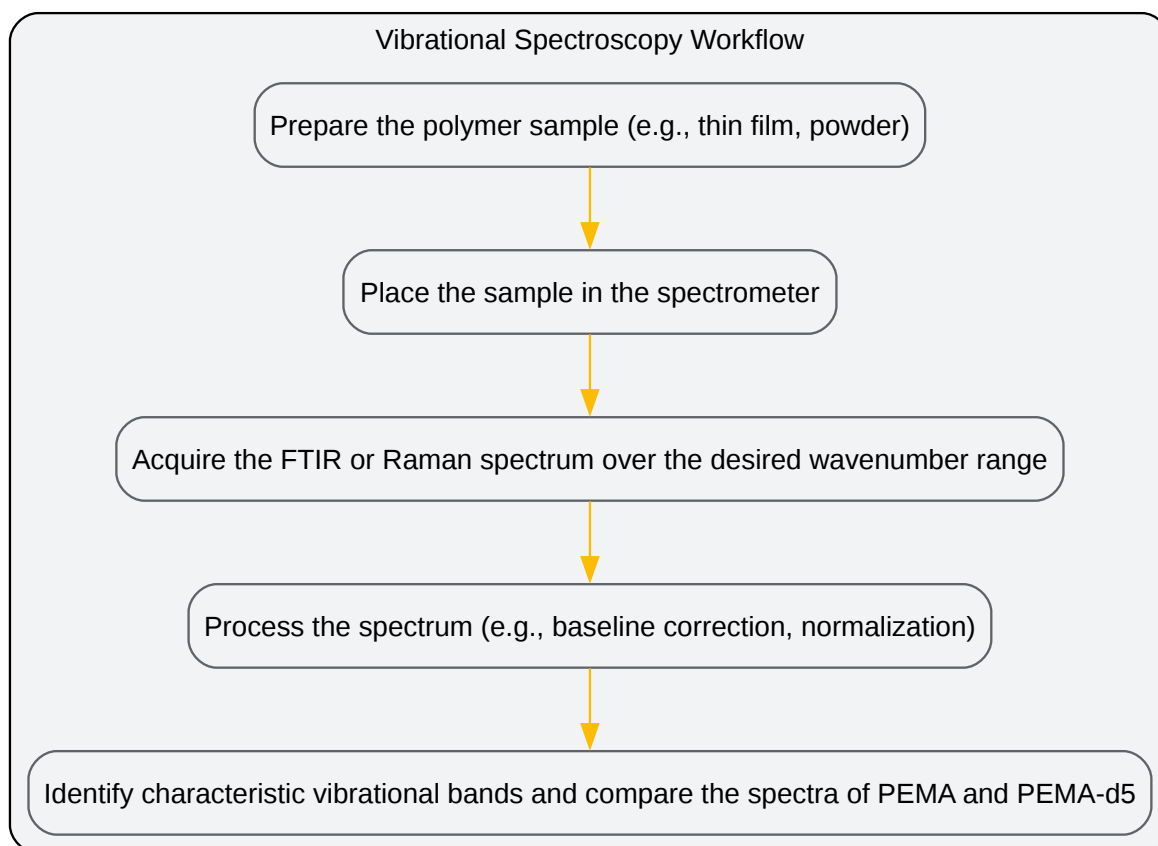 Vibrational Spectroscopy Workflow
Prepare the polymer sample (e.g., thin film, powder)
Place the sample in the spectrometer
Acquire the FTIR or Raman spectrum over the desired wavenumber range
Process the spectrum (e.g., baseline correction, normalization)
Identify characteristic vibrational bands and compare the spectra of PEMA and PEMA-d5